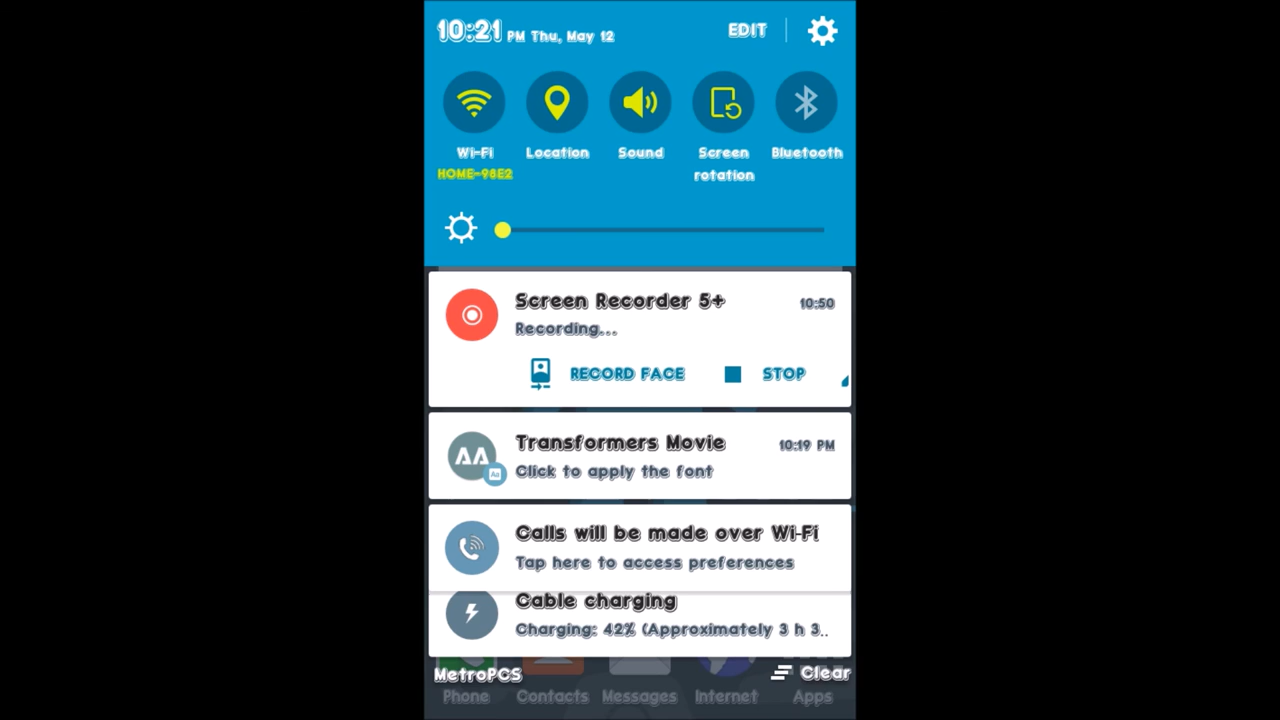 10:21 PM Thu, May 12 EDIT
Wi-Fi Location Sound Screen rotation Bluetooth
HOME-98E2
Screen Recorder 5+ 10:50
Recording...
RECORD FACE STOP
AA Transformers Movie 10:19 PM
Aa Click to apply the font
Calls will be made over Wi-Fi
Tap here to access preferences
Cable charging
Charging: 42% (Approximately 3 h 3..
MetroPCS Clear
Phone Contacts Messages Internet Apps